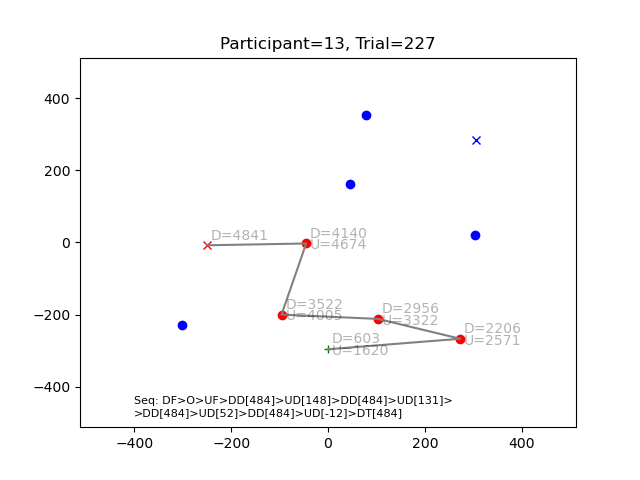 Participant=13, Trial=227
400
200
0
−200
−400
D=4841
D=4140
U=4674
D=3522
U=4005
D=2956
U=3322
D=2206
U=2571
D=603
U=1620
Seq: DF>O>UF>DD[484]>UD[148]>DD[484]>UD[131]>
>DD[484]>UD[52]>DD[484]>UD[-12]>DT[484]
−400 −200 0 200 400